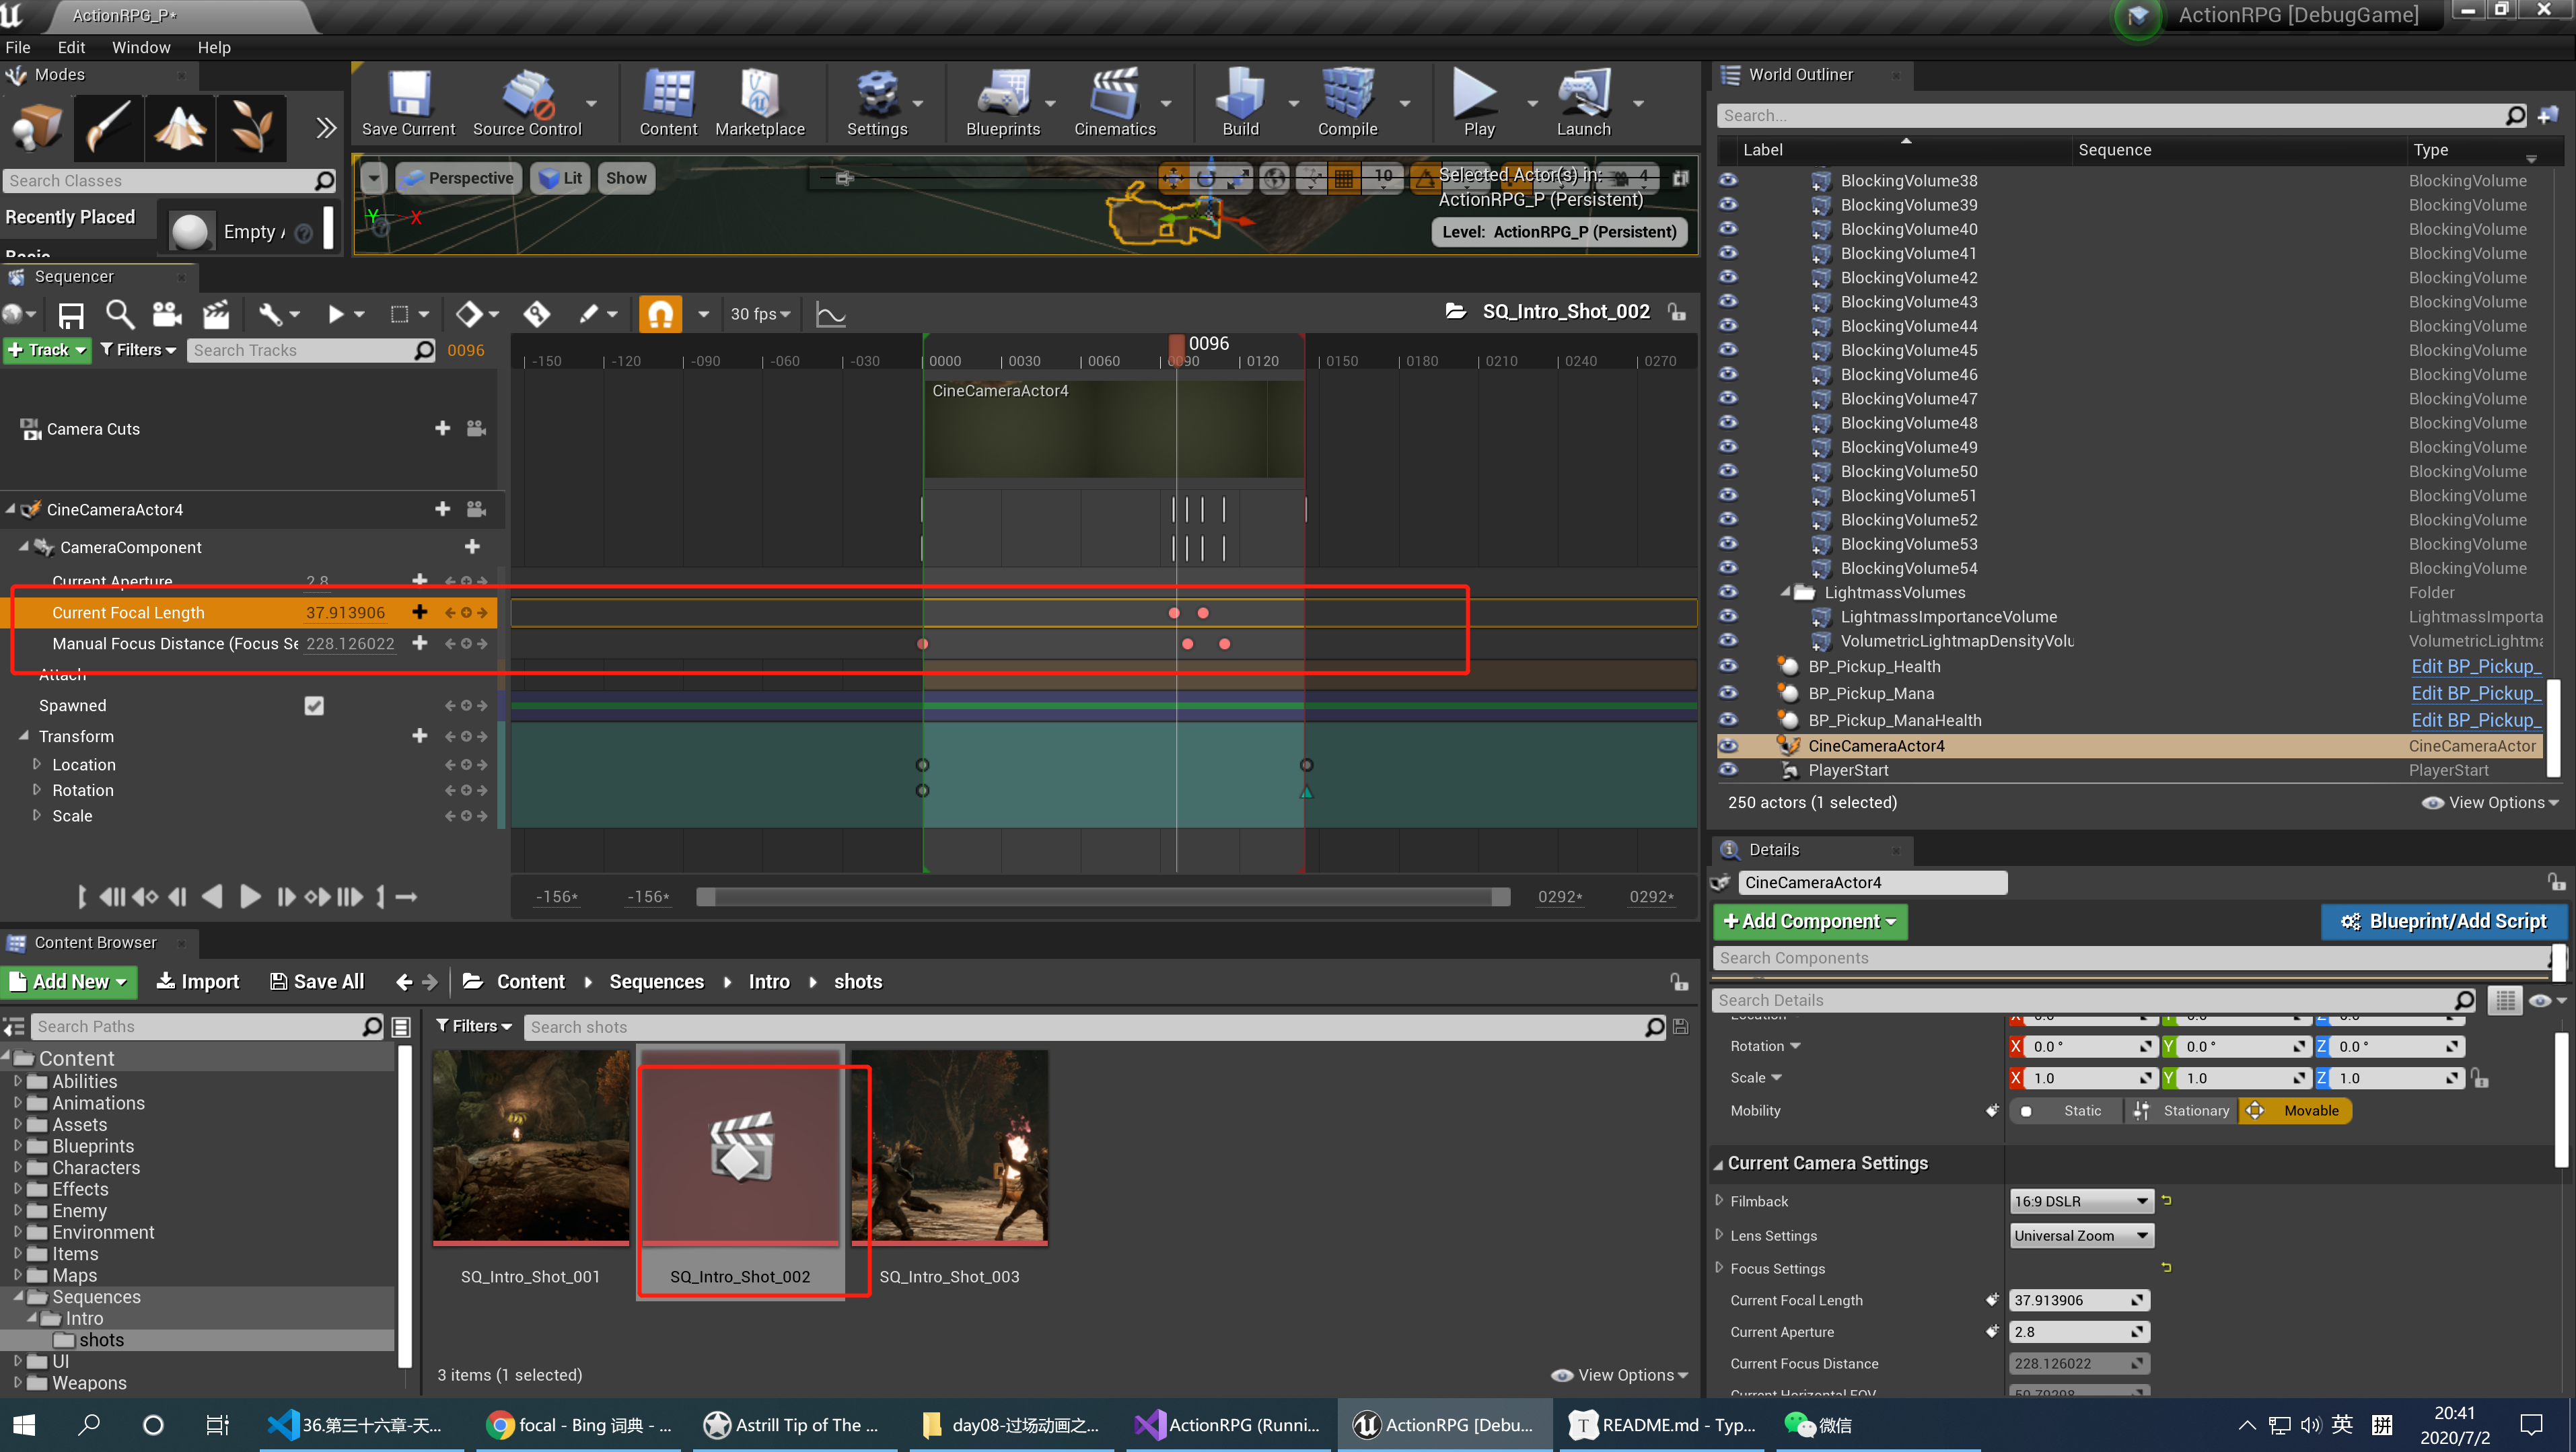 ActionRPG_P*
ActionRPG [DebugGame]
File Edit Window Help
Modes
Save Current
Source Control
Content
Marketplace
Settings
Blueprints
Cinematics
Build
Compile
Play
Launch
Search Classes
Recently Placed
Empty
Perspective
Lit
Show
10
4
Selected Actor(s) in:
ActionRPG_P (Persistent)
Level: ActionRPG_P (Persistent)
Y
X
Sequencer
30 fps
SQ_Intro_Shot_002
Track
Filters
Search Tracks
0096
0096
-150 -120 -090 -060 -030 0000 0030 0060 0090 0120 0150 0180 0210 0240 0270
CineCameraActor4
Camera Cuts
CineCameraActor4
CameraComponent
Current Aperture 2.8
Current Focal Length 37.913906
Manual Focus Distance (Focus Se 228.126022
Attach
Spawned
Transform
Location
Rotation
Scale
-156* -156* 0292* 0292*
Content Browser
Add New
Import
Save All
Content
Sequences
Intro
shots
Search Paths
Filters
Search shots
Content
Abilities
Animations
Assets
Blueprints
Characters
Effects
Enemy
Environment
Items
Maps
Sequences
Intro
shots
UI
Weapons
SQ_Intro_Shot_001
SQ_Intro_Shot_002
SQ_Intro_Shot_003
3 items (1 selected)
View Options
World Outliner
Search...
Label Sequence Type
BlockingVolume38 BlockingVolume
BlockingVolume39 BlockingVolume
BlockingVolume40 BlockingVolume
BlockingVolume41 BlockingVolume
BlockingVolume42 BlockingVolume
BlockingVolume43 BlockingVolume
BlockingVolume44 BlockingVolume
BlockingVolume45 BlockingVolume
BlockingVolume46 BlockingVolume
BlockingVolume47 BlockingVolume
BlockingVolume48 BlockingVolume
BlockingVolume49 BlockingVolume
BlockingVolume50 BlockingVolume
BlockingVolume51 BlockingVolume
BlockingVolume52 BlockingVolume
BlockingVolume53 BlockingVolume
BlockingVolume54 BlockingVolume
LightmassVolumes Folder
LightmassImportanceVolume LightmassImporta
VolumetricLightmapDensityVolu VolumetricLightma
BP_Pickup_Health Edit BP_Pickup_
BP_Pickup_Mana Edit BP_Pickup_
BP_Pickup_ManaHealth Edit BP_Pickup_
CineCameraActor4 CineCameraActor
PlayerStart PlayerStart
250 actors (1 selected)
View Options
Details
CineCameraActor4
Add Component
Blueprint/Add Script
Search Components
Search Details
Rotation X 0.0 ° Y 0.0 ° Z 0.0 °
Scale X 1.0 Y 1.0 Z 1.0
Mobility Static Stationary Movable
Current Camera Settings
Filmback 16:9 DSLR
Lens Settings Universal Zoom
Focus Settings
Current Focal Length 37.913906
Current Aperture 2.8
Current Focus Distance 228.126022
36.第三十六章-天...
focal - Bing 词典 - ...
Astrill Tip of The ...
day08-过场动画之...
ActionRPG (Runni...
ActionRPG [Debu...
README.md - Typ...
微信
英
拼
20:41
2020/7/2